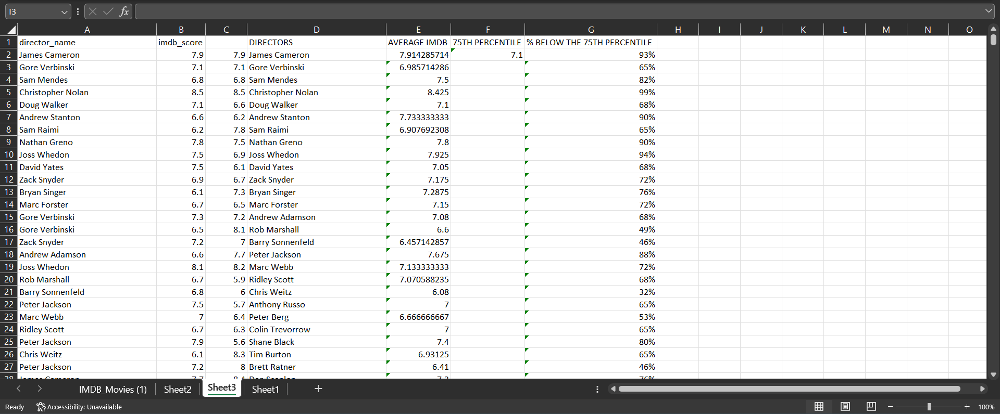 I3 fx
A B C D E F G H I J K L M N O
1 director_name imdb_score DIRECTORS AVERAGE IMDB 75TH PERCENTILE % BELOW THE 75TH PERCENTILE
2 James Cameron 7.9 7.9 James Cameron 7.914285714 7.1 93%
3 Gore Verbinski 7.1 7.1 Gore Verbinski 6.985714286 65%
4 Sam Mendes 6.8 6.8 Sam Mendes 7.5 82%
5 Christopher Nolan 8.5 8.5 Christopher Nolan 8.425 99%
6 Doug Walker 7.1 6.6 Doug Walker 7.1 68%
7 Andrew Stanton 6.6 6.2 Andrew Stanton 7.733333333 90%
8 Sam Raimi 6.2 7.8 Sam Raimi 6.907692308 65%
9 Nathan Greno 7.8 7.5 Nathan Greno 7.8 90%
10 Joss Whedon 7.5 6.9 Joss Whedon 7.925 94%
11 David Yates 7.5 6.1 David Yates 7.05 68%
12 Zack Snyder 6.9 6.7 Zack Snyder 7.175 72%
13 Bryan Singer 6.1 7.3 Bryan Singer 7.2875 76%
14 Marc Forster 6.7 6.5 Marc Forster 7.15 72%
15 Gore Verbinski 7.3 7.2 Andrew Adamson 7.08 68%
16 Gore Verbinski 6.5 8.1 Rob Marshall 6.6 49%
17 Zack Snyder 7.2 7 Barry Sonnenfeld 6.457142857 46%
18 Andrew Adamson 6.6 7.7 Peter Jackson 7.675 88%
19 Joss Whedon 8.1 8.2 Marc Webb 7.133333333 72%
20 Rob Marshall 6.7 5.9 Ridley Scott 7.070588235 68%
21 Barry Sonnenfeld 6.8 6 Chris Weitz 6.08 32%
22 Peter Jackson 7.5 5.7 Anthony Russo 7 65%
23 Marc Webb 7 6.4 Peter Berg 6.666666667 53%
24 Ridley Scott 6.7 6.3 Colin Trevorrow 7 65%
25 Peter Jackson 7.9 5.6 Shane Black 7.4 80%
26 Chris Weitz 6.1 8.3 Tim Burton 6.93125 65%
27 Peter Jackson 7.2 8 Brett Ratner 6.41 46%
IMDB_Movies (1) Sheet2 Sheet3 Sheet1 +
Ready Accessibility: Unavailable 100%